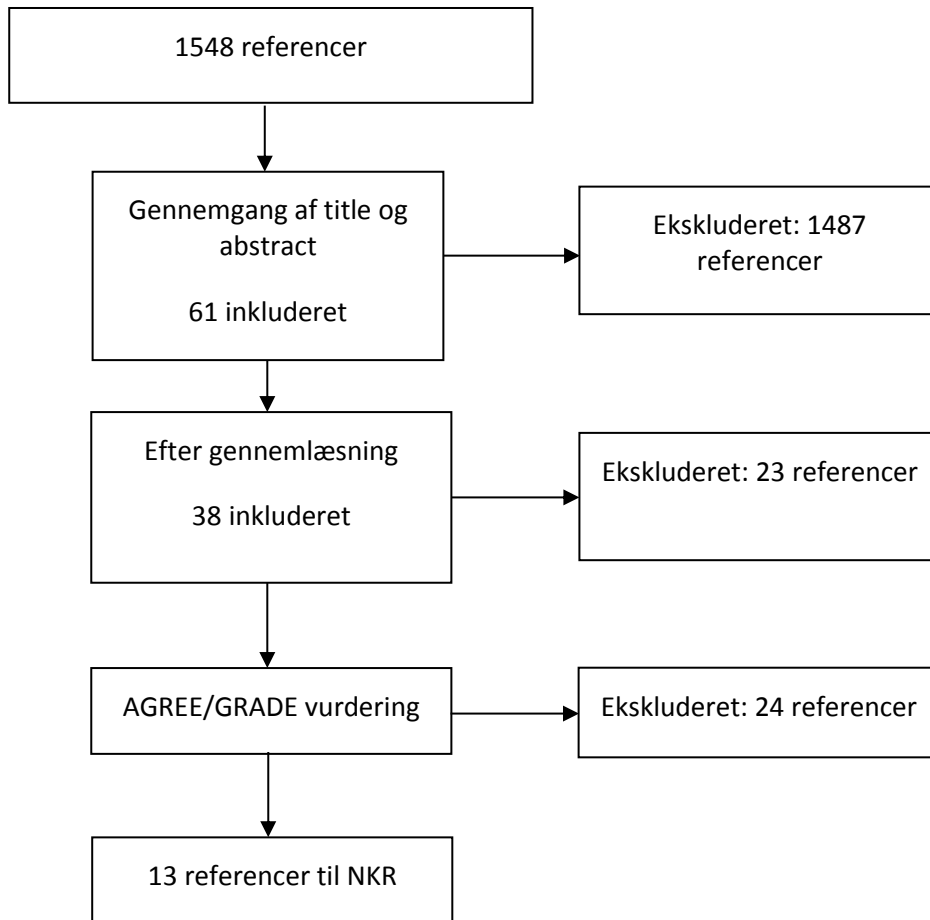 1548 referencer
Gennemgang af title og
abstract
61 inkluderet
Ekskluderet: 1487
referencer
Efter gennemlæsning
38 inkluderet
Ekskluderet: 23 referencer
AGREE/GRADE vurdering
Ekskluderet: 24 referencer
13 referencer til NKR